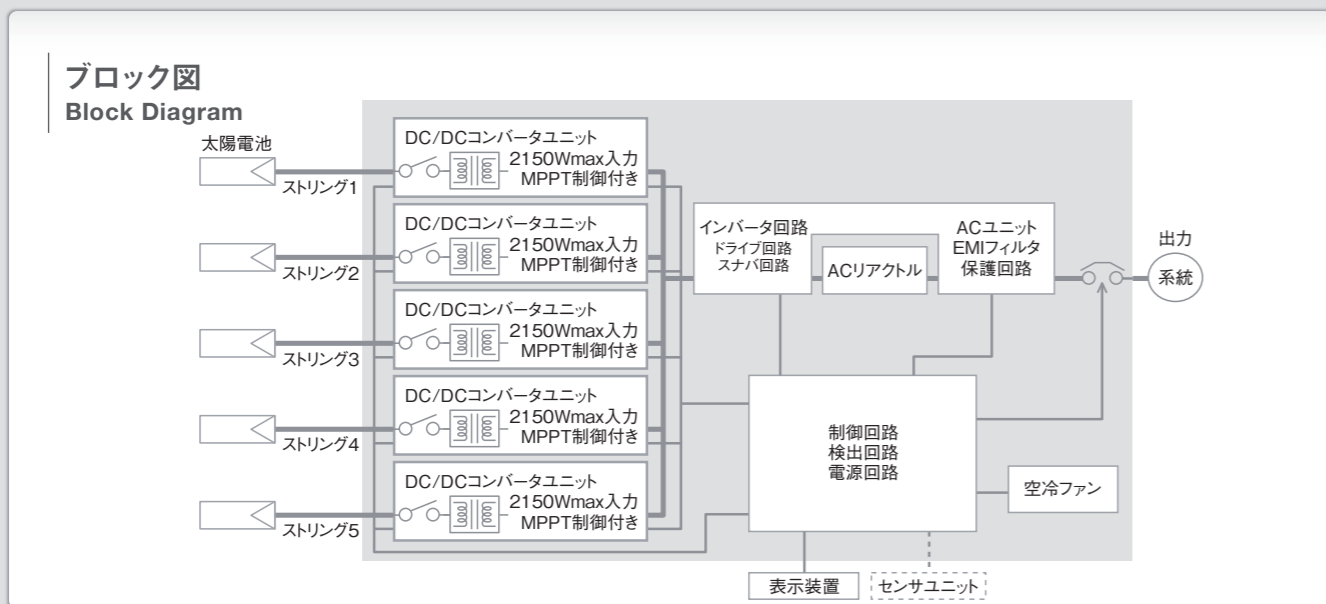 ブロック図
Block Diagram
太陽電池
ストリング1
DC/DCコンバータユニット
2150Wmax入力
MPPT制御付き
ストリング2
DC/DCコンバータユニット
2150Wmax入力
MPPT制御付き
ストリング3
DC/DCコンバータユニット
2150Wmax入力
MPPT制御付き
ストリング4
DC/DCコンバータユニット
2150Wmax入力
MPPT制御付き
ストリング5
DC/DCコンバータユニット
2150Wmax入力
MPPT制御付き
インバータ回路
ドライブ回路
スナバ回路
ACリアクトル
ACユニット
EMIフィルタ
保護回路
出力
系統
制御回路
検出回路
電源回路
空冷ファン
表示装置
センサユニット